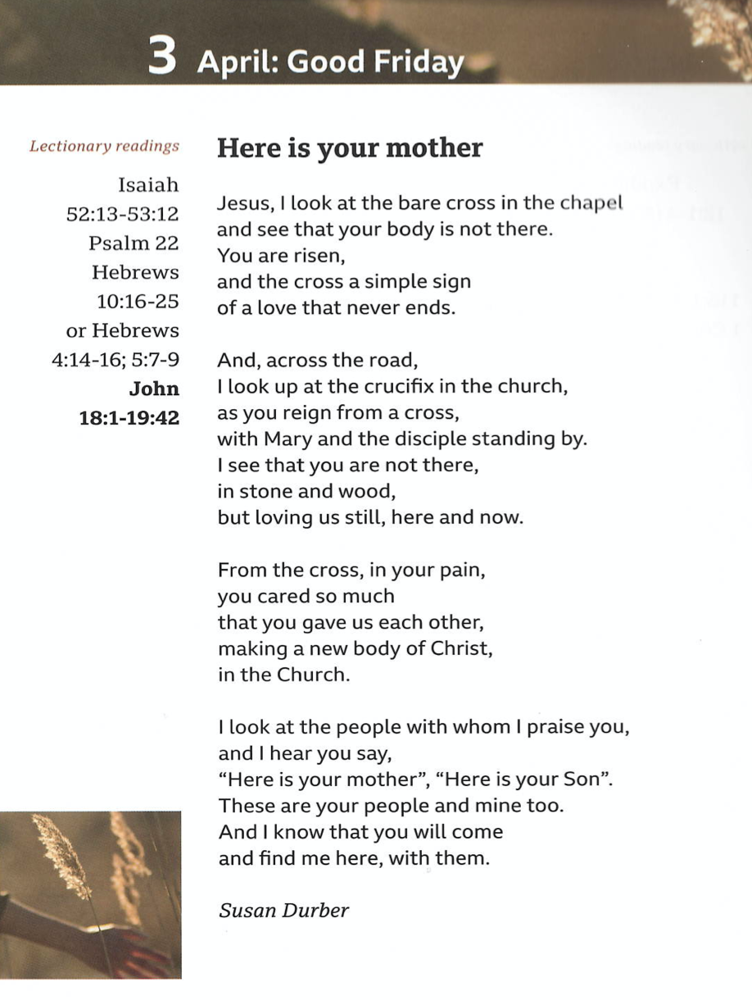 3 April: Good Friday
Lectionary readings
Isaiah
52:13-53:12
Psalm 22
Hebrews
10:16-25
or Hebrews
4:14-16; 5:7-9
John
18:1-19:42
Here is your mother
Jesus, I look at the bare cross in the chapel
and see that your body is not there.
You are risen,
and the cross a simple sign
of a love that never ends.
And, across the road,
I look up at the crucifix in the church,
as you reign from a cross,
with Mary and the disciple standing by.
I see that you are not there,
in stone and wood,
but loving us still, here and now.
From the cross, in your pain,
you cared so much
that you gave us each other,
making a new body of Christ,
in the Church.
I look at the people with whom I praise you,
and I hear you say,
“Here is your mother”, “Here is your Son”.
These are your people and mine too.
And I know that you will come
and find me here, with them.
Susan Durber